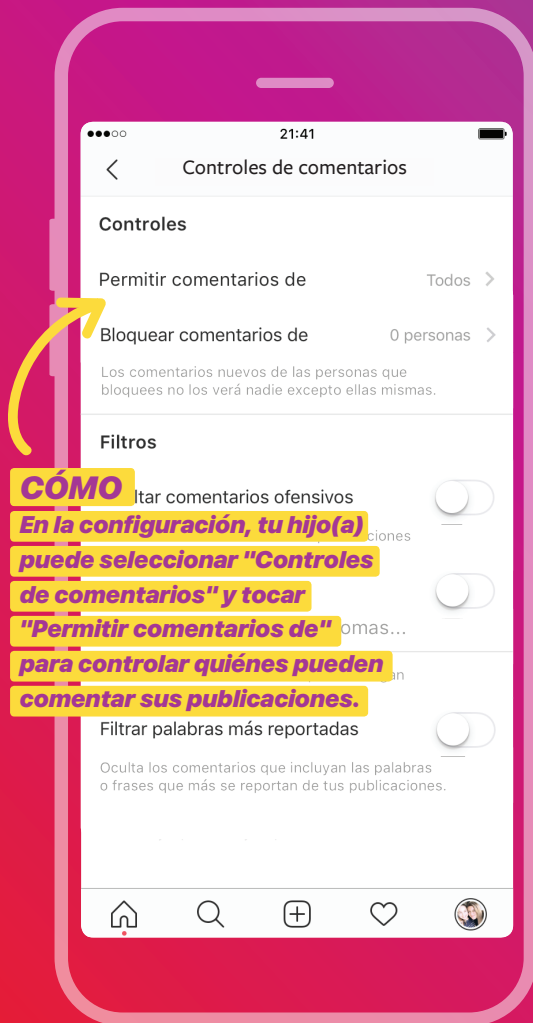 21:41
Controles de comentarios
Controles
Permitir comentarios de Todos
Bloquear comentarios de 0 personas
Los comentarios nuevos de las personas que
bloquees no los verá nadie excepto ellas mismas.
Filtros
CÓMO
comentarios ofensivos
En la configuración, tu hijo(a)
puede seleccionar "Controles
de comentarios" y tocar
"Permitir comentarios de"
para controlar quiénes pueden
comentar sus publicaciones.
Filtrar palabras más reportadas
Oculta los comentarios que incluyan las palabras
o frases que más se reportan de tus publicaciones.